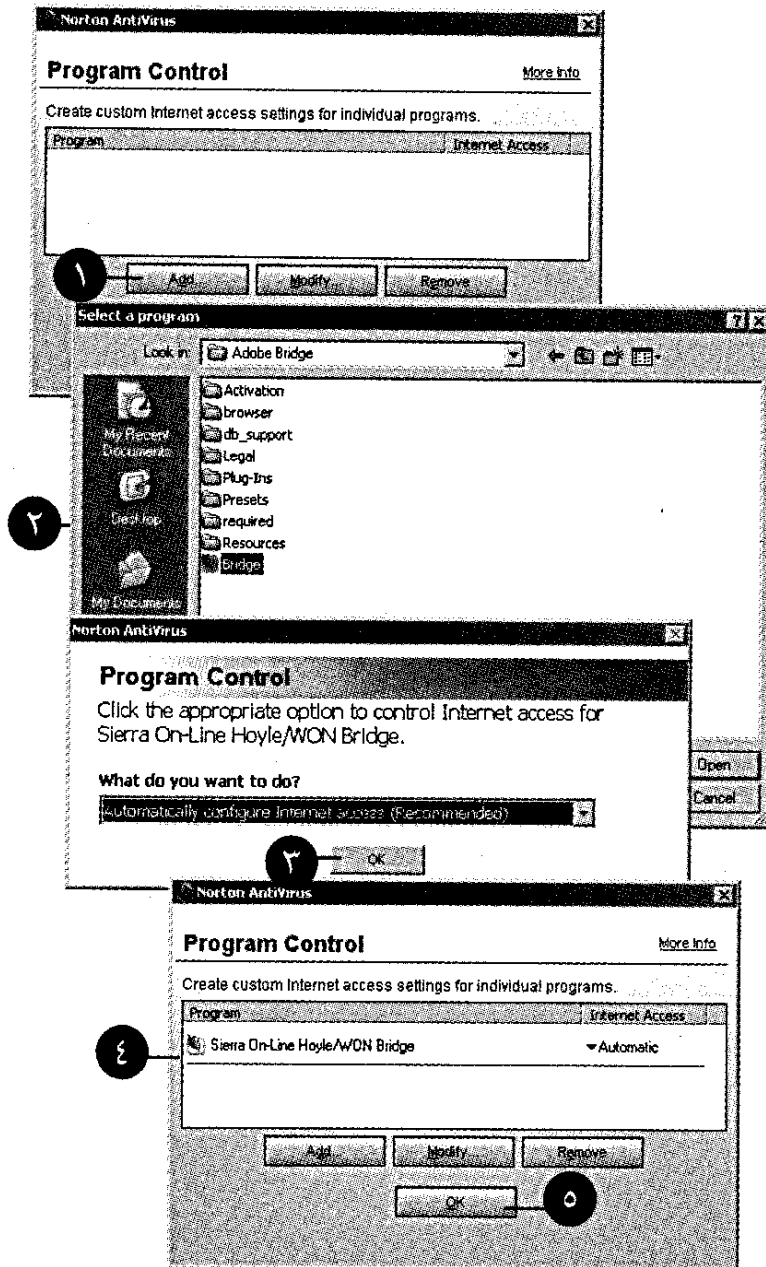 Norton AntiVirus
Program Control
More Info
Create custom Internet access settings for individual programs.
Program Internet Access
١
Add Modify Remove
Select a program
Look in: Adobe Bridge
My Recent Documents
Desktop
My Documents
Activation
browser
db_support
Legal
Plug-Ins
Presets
required
Resources
Bridge
٢
Open
Cancel
Norton AntiVirus
Program Control
Click the appropriate option to control Internet access for
Sierra On-Line Hoyle/WON Bridge.
What do you want to do?
Automatically configure Internet access (Recommended)
٣
OK
Norton AntiVirus
Program Control
More Info
Create custom Internet access settings for individual programs.
Program Internet Access
٤
Sierra On-Line Hoyle/WON Bridge Automatic
Add Modify Remove
OK
٥